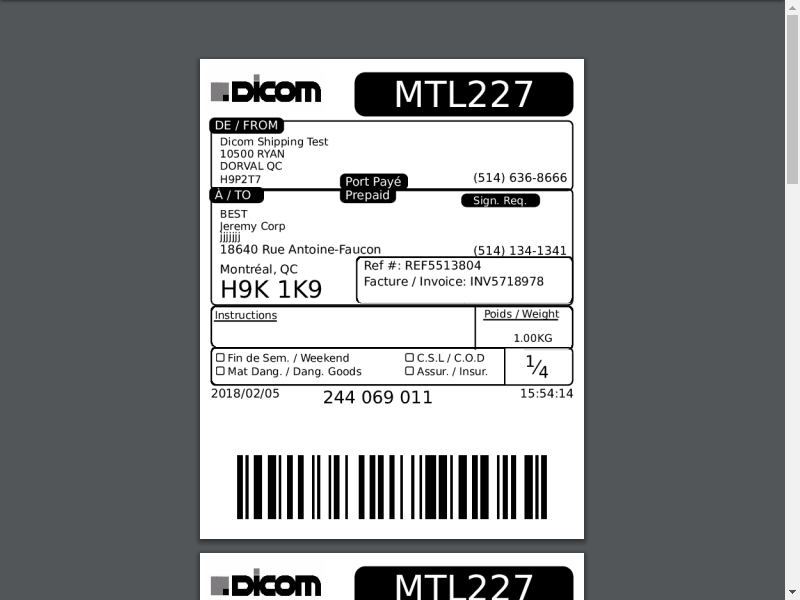 Dicom
MTL227
DE / FROM
Dicom Shipping Test
10500 RYAN
DORVAL QC
H9P2T7
(514) 636-8666
Port Payé
Prepaid
À / TO
Sign. Req.
BEST
Jeremy Corp
jjjjjjj
18640 Rue Antoine-Faucon
(514) 134-1341
Montréal, QC
H9K 1K9
Ref #: REF5513804
Facture / Invoice: INV5718978
Instructions
Poids / Weight
1.00KG
Fin de Sem. / Weekend
C.S.L / C.O.D
Mat Dang. / Dang. Goods
Assur. / Insur.
1/4
2018/02/05
244 069 011
15:54:14
Dicom
MTL227